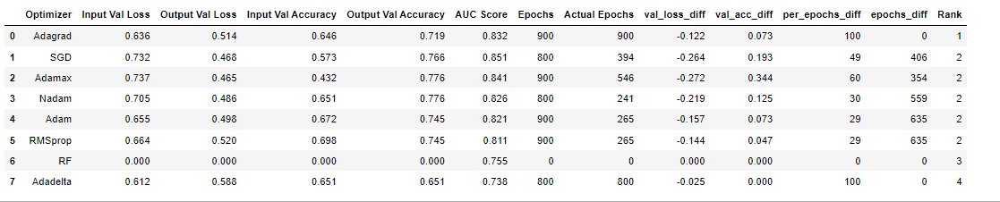 Optimizer Input Val Loss Output Val Loss Input Val Accuracy Output Val Accuracy AUC Score Epochs Actual Epochs val_loss_diff val_acc_diff per_epochs_diff epochs_diff Rank
0 Adagrad 0.636 0.514 0.646 0.719 0.832 900 900 -0.122 0.073 100 0 1
1 SGD 0.732 0.468 0.573 0.766 0.851 800 394 -0.264 0.193 49 406 2
2 Adamax 0.737 0.465 0.432 0.776 0.841 900 546 -0.272 0.344 60 354 2
3 Nadam 0.705 0.486 0.651 0.776 0.826 800 241 -0.219 0.125 30 559 2
4 Adam 0.655 0.498 0.672 0.745 0.821 900 265 -0.157 0.073 29 635 2
5 RMSprop 0.664 0.520 0.698 0.745 0.811 900 265 -0.144 0.047 29 635 2
6 RF 0.000 0.000 0.000 0.000 0.755 0 0 0.000 0.000 0 0 3
7 Adadelta 0.612 0.588 0.651 0.651 0.738 800 800 -0.025 0.000 100 0 4